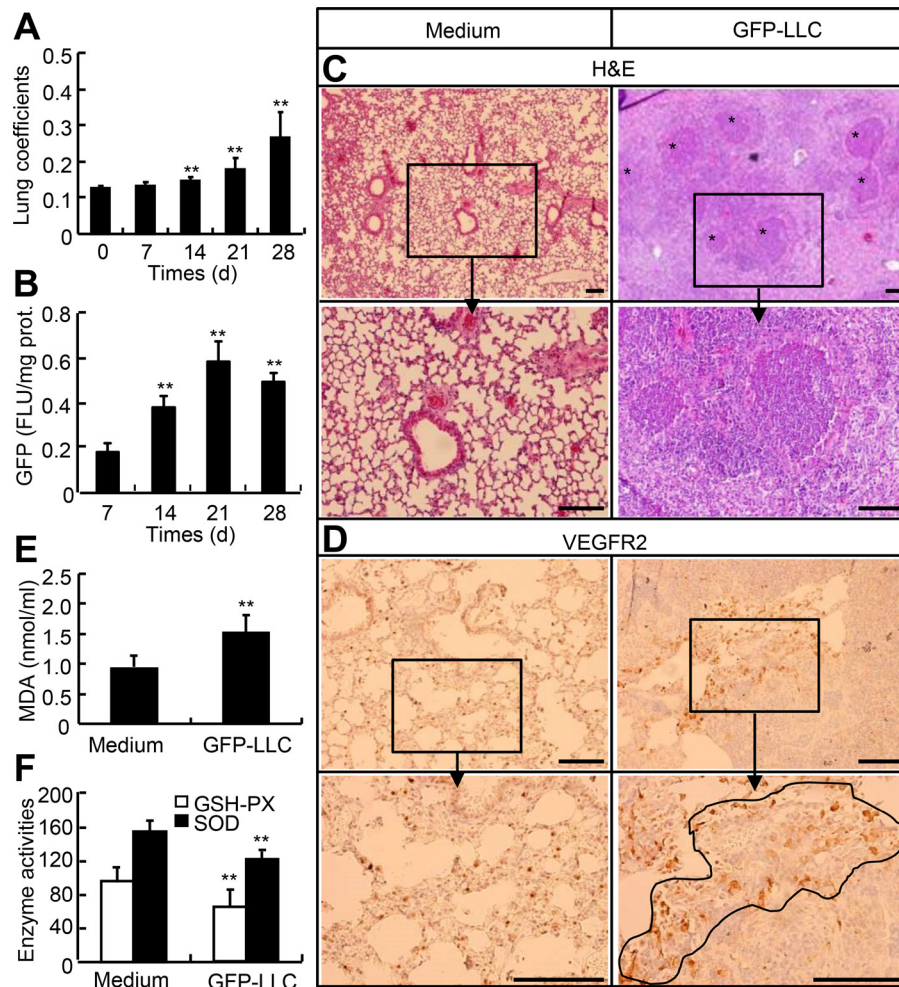 A
Lung coefficients
0.5
0.4
0.3
0.2
0.1
0
** ** **
0 7 14 21 28
Times (d)
B
GFP (FLU/mg prot.)
0.8
0.6
0.4
0.2
0
** ** **
7 14 21 28
Times (d)
E
MDA (nmol/ml)
2.5
2.0
1.5
1.0
0.5
0
**
Medium GFP-LLC
F
Enzyme activities
200
160
120
80
40
0
GSH-PX
SOD
** **
Medium GFP-LLC
Medium GFP-LLC
C
H&E
* * * * * * *
D
VEGFR2